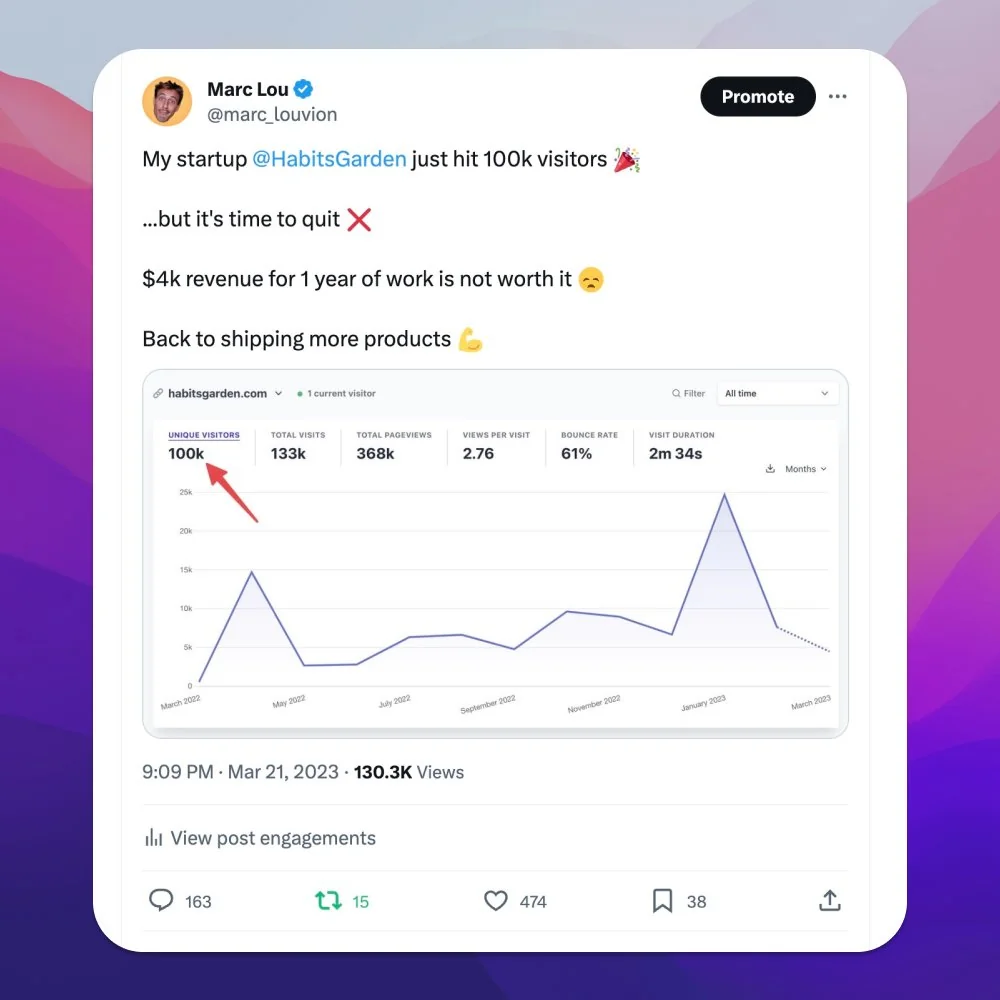 Marc Lou
@marc_louvion
Promote
My startup @HabitsGarden just hit 100k visitors 🎉
...but it's time to quit ❌
$4k revenue for 1 year of work is not worth it 😞
Back to shipping more products 💪
habitsgarden.com
1 current visitor
Filter
All time
UNIQUE VISITORS
100k
TOTAL VISITS
133k
TOTAL PAGEVIEWS
368k
VIEWS PER VISIT
2.76
BOUNCE RATE
61%
VISIT DURATION
2m 34s
Months
25k
20k
15k
10k
5k
0
March 2022
May 2022
July 2022
September 2022
November 2022
January 2023
March 2023
9:09 PM · Mar 21, 2023 · 130.3K Views
View post engagements
163
15
474
38